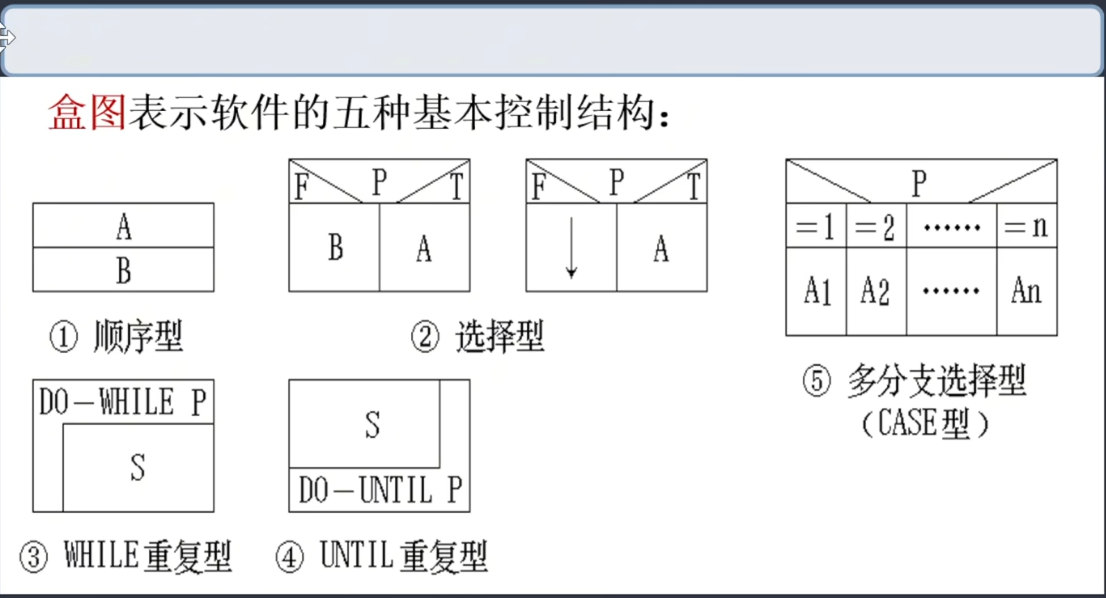 盒图表示软件的五种基本控制结构：
A
B
① 顺序型
F P T
B A
F P T
A
② 选择型
P
=1 =2 …… =n
A1 A2 …… An
⑤ 多分支选择型
（CASE型）
DO-WHILE P
S
③ WHILE重复型
S
DO-UNTIL P
④ UNTIL重复型